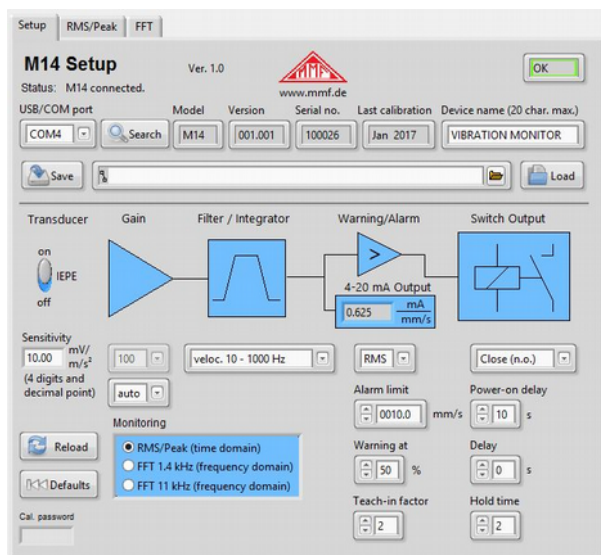 Setup RMS/Peak FFT
M14 Setup Ver. 1.0 MMF OK
Status: M14 connected.
www.mmf.de
USB/COM port Model Version Serial no. Last calibration Device name (20 char. max.)
COM4 Search M14 001.001 100026 Jan 2017 VIBRATION MONITOR
Save Load
Transducer Gain Filter / Integrator Warning/Alarm Switch Output
on
IEPE
off
>
4-20 mA Output
0.625 mA
mm/s
Sensitivity
10.00 mV/
m/s²
(4 digits and
decimal point)
100 veloc. 10 - 1000 Hz RMS Close (n.o.)
auto
Alarm limit Power-on delay
0010.0 mm/s 10 s
Monitoring
RMS/Peak (time domain)
FFT 1.4 kHz (frequency domain)
FFT 11 kHz (frequency domain)
Reload
Defaults
Warning at Delay
50 % 0 s
Teach-in factor Hold time
2 2
Cal. password